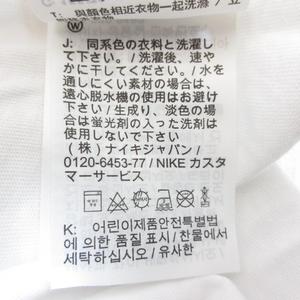 T: 與顏色相近衣物一起洗滌 / 立
W
J: 同系色の衣料と洗濯し
て下さい。/ 洗濯後、速や
かに干してください。/ 水を
通しにくい素材の場合は、
遠心脱水機の使用はお避け
下さい / 生成り、淡色の場
合は蛍光剤の入った洗剤は
使用しないで下さい
(株) ナイキジャパン /
0120-6453-77 / NIKE カスタ
マーサービス
K: 어린이제품안전특별법
에 의한 품질 표시 / 찬물에서
세탁하십시오 / 유사한